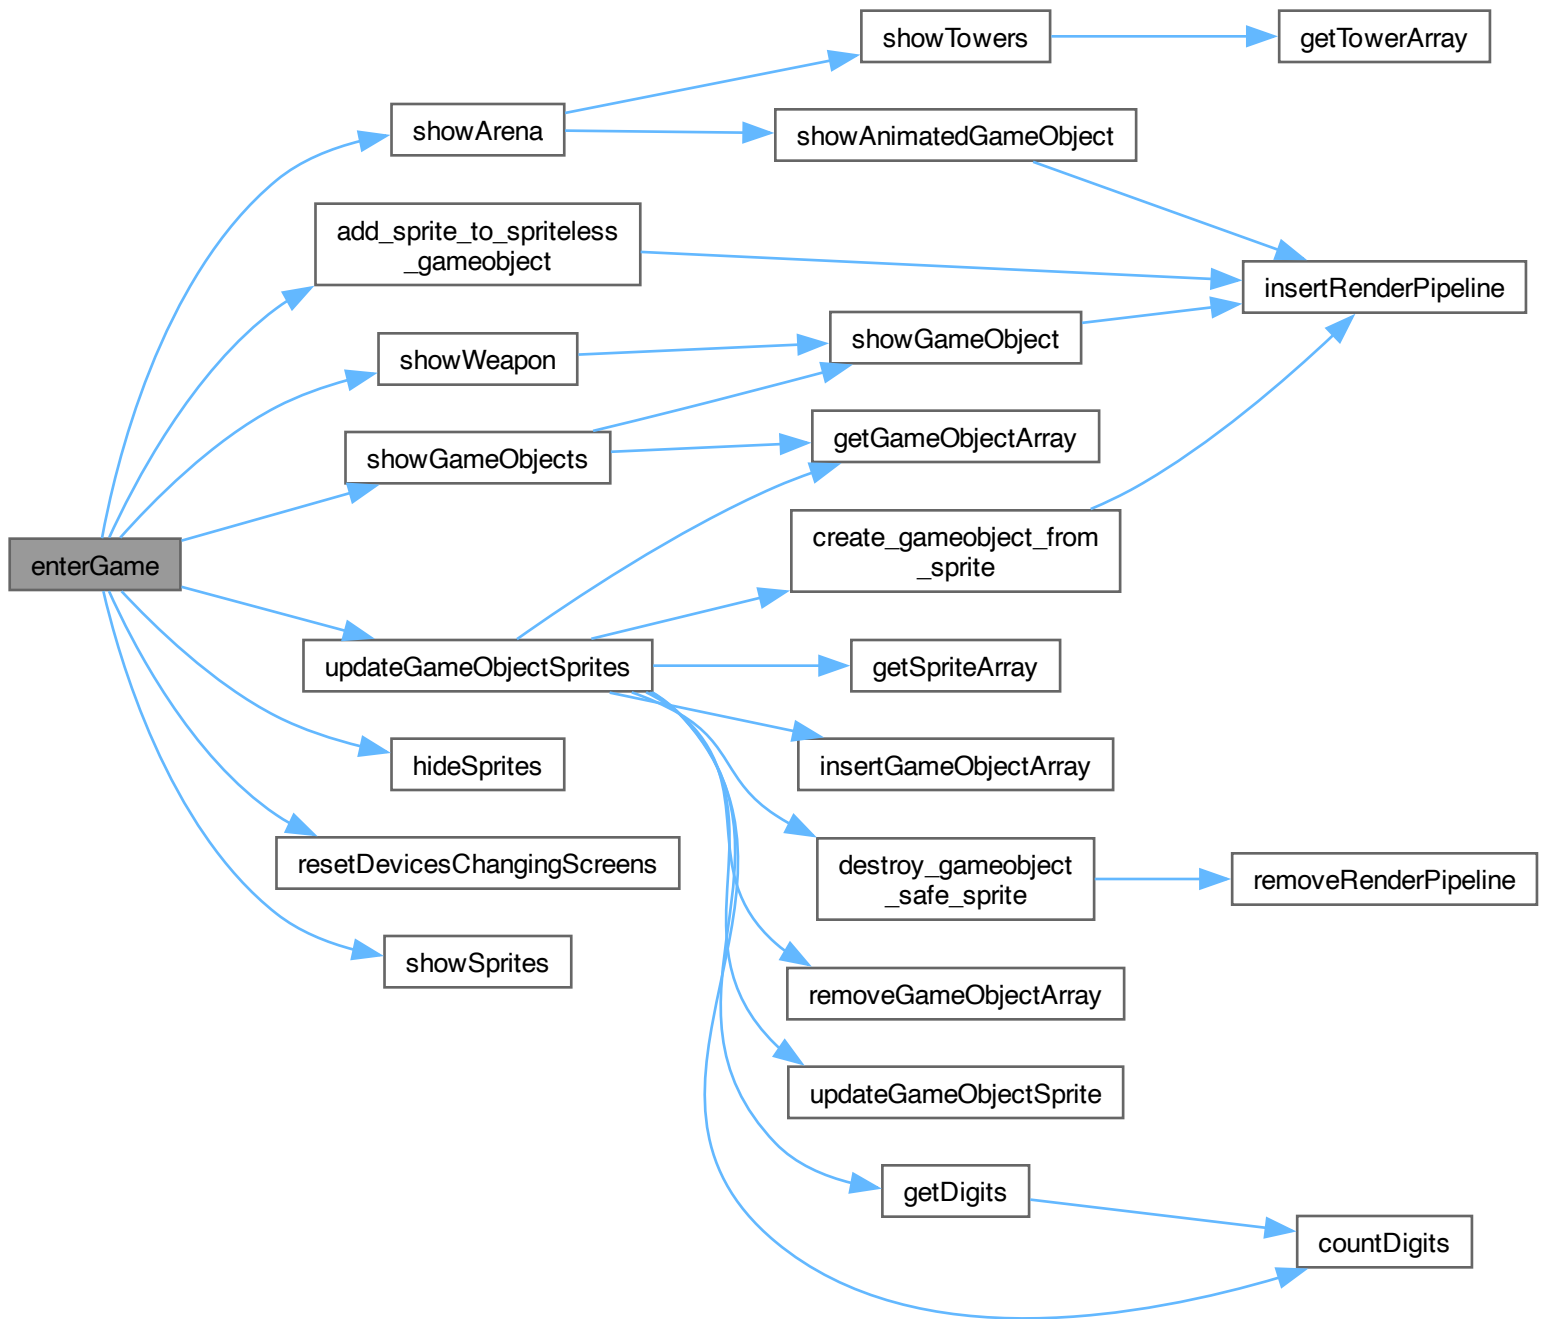 showTowers
getTowerArray
showArena
showAnimatedGameObject
add_sprite_to_spriteless
_gameobject
insertRenderPipeline
showWeapon
showGameObject
showGameObjects
getGameObjectArray
create_gameobject_from
_sprite
enterGame
updateGameObjectSprites
getSpriteArray
hideSprites
insertGameObjectArray
resetDevicesChangingScreens
destroy_gameobject
_safe_sprite
removeRenderPipeline
showSprites
removeGameObjectArray
updateGameObjectSprite
getDigits
countDigits